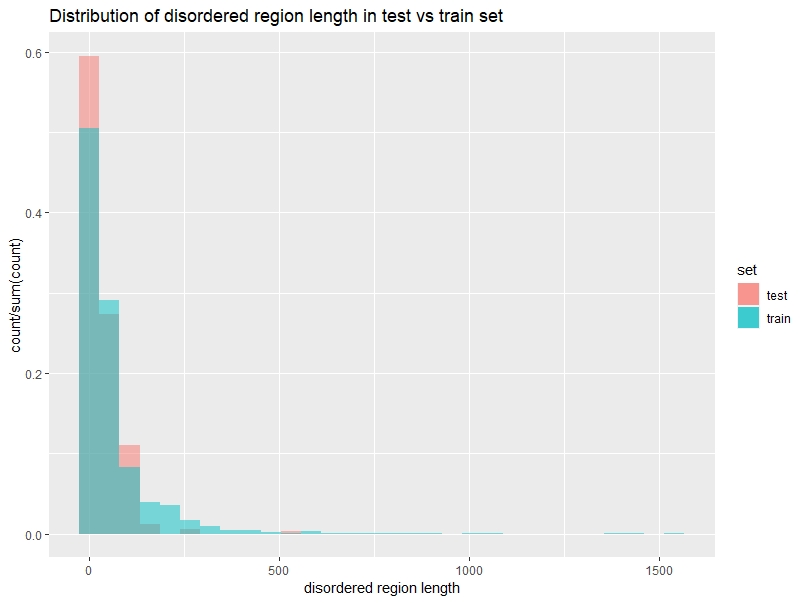 Distribution of disordered region length in test vs train set
0.6
0.4
0.2
0.0
count/sum(count)
0
500
1000
1500
disordered region length
set
test
train